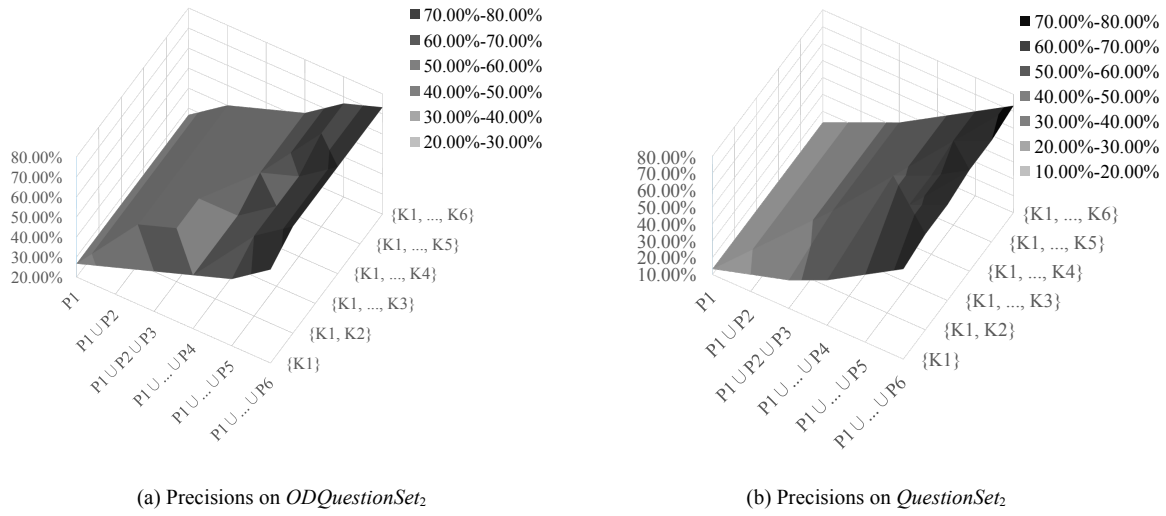 70.00%-80.00%
60.00%-70.00%
50.00%-60.00%
40.00%-50.00%
30.00%-40.00%
20.00%-30.00%
80.00%
70.00%
60.00%
50.00%
40.00%
30.00%
20.00%
P1
P1∪P2
P1∪P2∪P3
P1∪...∪P4
P1∪...∪P5
P1∪...∪P6
{K1, ..., K6}
{K1, ..., K5}
{K1, ..., K4}
{K1, ..., K3}
{K1, K2}
{K1}
(a) Precisions on ODQuestionSet₂
70.00%-80.00%
60.00%-70.00%
50.00%-60.00%
40.00%-50.00%
30.00%-40.00%
20.00%-30.00%
10.00%-20.00%
80.00%
70.00%
60.00%
50.00%
40.00%
30.00%
20.00%
10.00%
P1
P1∪P2
P1∪P2∪P3
P1∪...∪P4
P1∪...∪P5
P1∪...∪P6
{K1, ..., K6}
{K1, ..., K5}
{K1, ..., K4}
{K1, ..., K3}
{K1, K2}
{K1}
(b) Precisions on QuestionSet₂